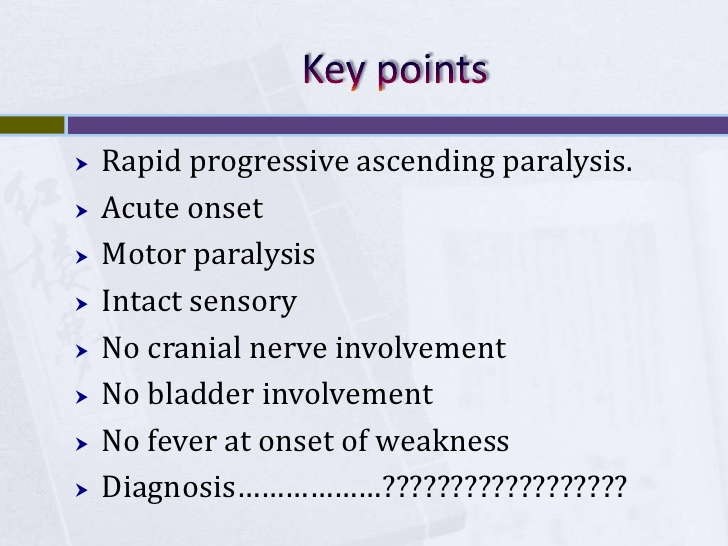 Key points
Rapid progressive ascending paralysis.
Acute onset
Motor paralysis
Intact sensory
No cranial nerve involvement
No bladder involvement
No fever at onset of weakness
Diagnosis………………??????????????????